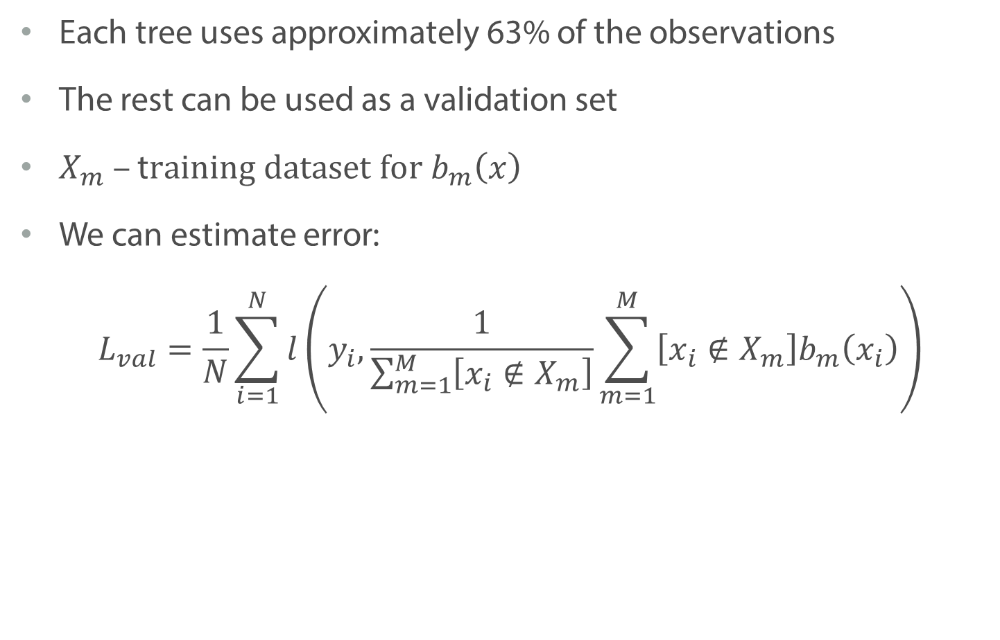 • Each tree uses approximately 63% of the observations
• The rest can be used as a validation set
• $X_m$ – training dataset for $b_m(x)$
• We can estimate error:
$L_{val} = \frac{1}{N} \sum_{i=1}^{N} l\left(y_i, \frac{1}{\sum_{m=1}^{M}[x_i \notin X_m]} \sum_{m=1}^{M} [x_i \notin X_m] b_m(x_i)\right)$